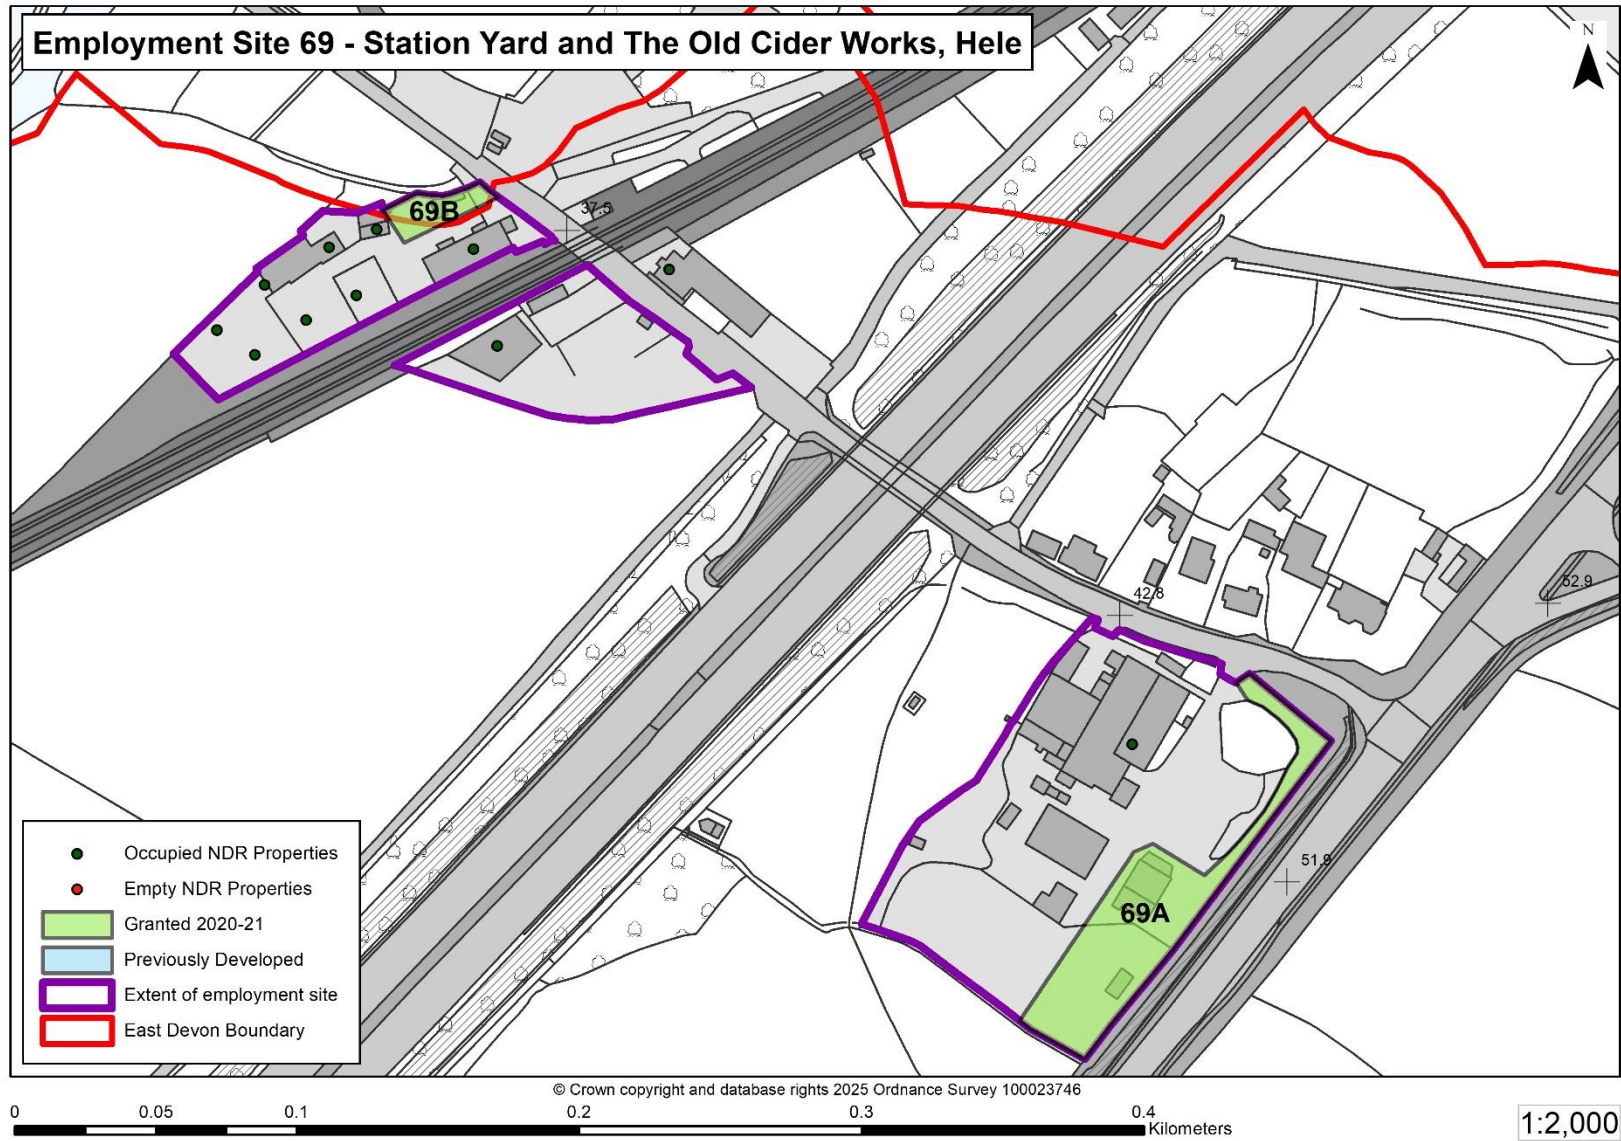 Employment Site 69 - Station Yard and The Old Cider Works, Hele
N
69B
37.5
42.8
52.9
51.9
69A
Occupied NDR Properties
Empty NDR Properties
Granted 2020-21
Previously Developed
Extent of employment site
East Devon Boundary
© Crown copyright and database rights 2025 Ordnance Survey 100023746
0 0.05 0.1 0.2 0.3 0.4
Kilometers
1:2,000